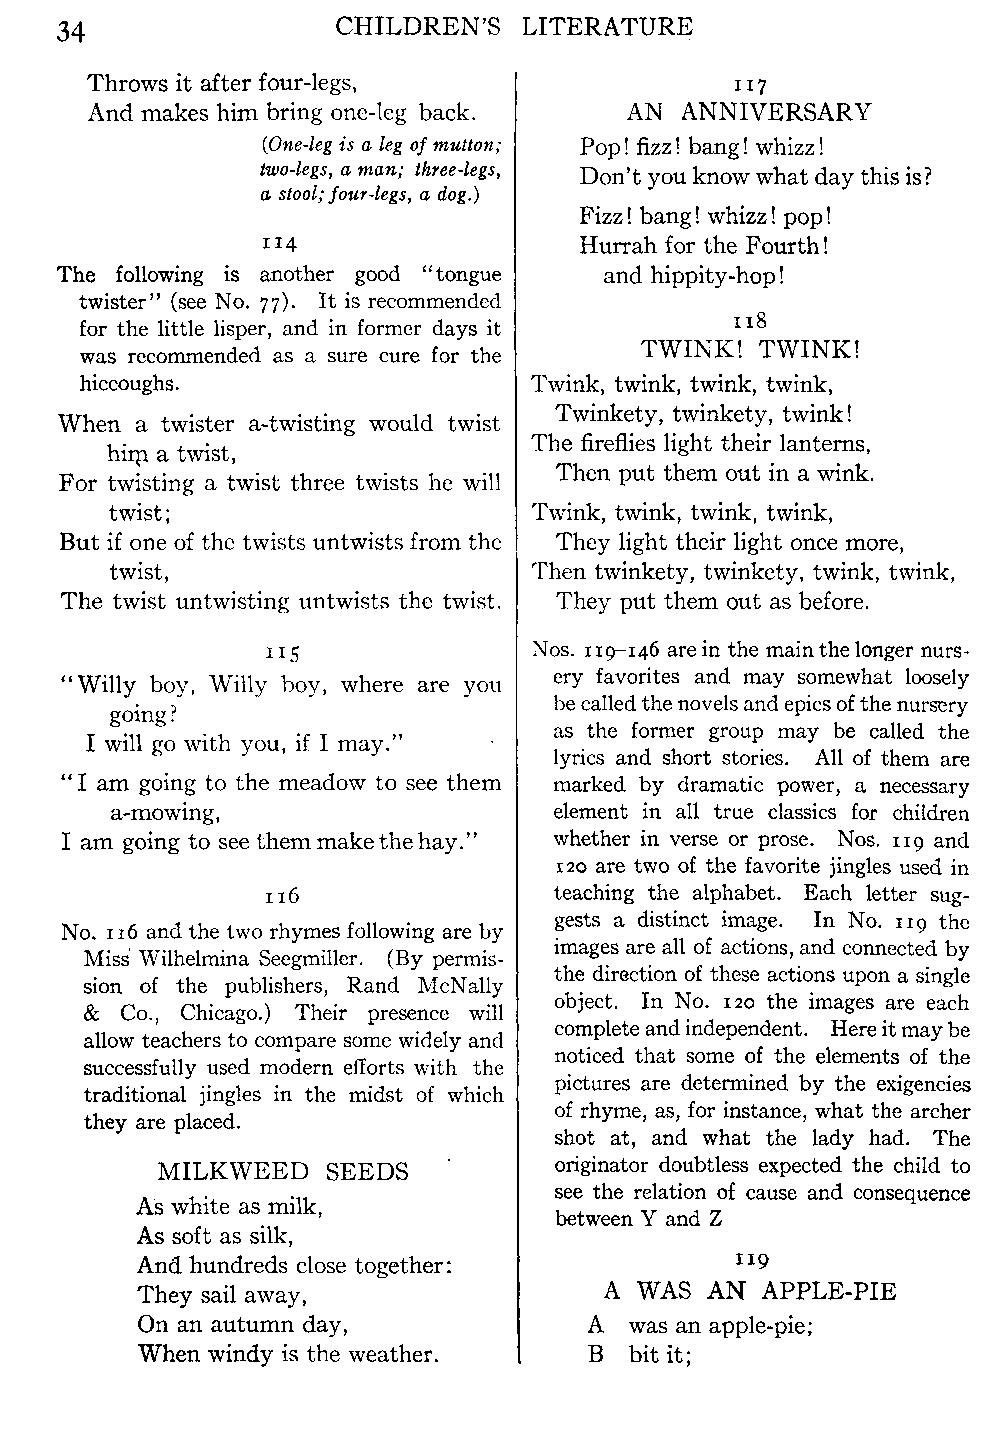 34
CHILDREN'S LITERATURE
Throws it after four-legs,
And makes him bring one-leg back.
(One-leg is a leg of mutton;
two-legs, a man; three-legs,
a stool; four-legs, a dog.)
114
The following is another good "tongue
twister" (see No. 77). It is recommended
for the little lisper, and in former days it
was recommended as a sure cure for the
hiccoughs.
When a twister a-twisting would twist
him a twist,
For twisting a twist three twists he will
twist;
But if one of the twists untwists from the
twist,
The twist untwisting untwists the twist.
115
"Willy boy, Willy boy, where are you
going?
I will go with you, if I may."
"I am going to the meadow to see them
a-mowing,
I am going to see them make the hay."
116
No. 116 and the two rhymes following are by
Miss Wilhelmina Seegmiller. (By permis-
sion of the publishers, Rand McNally
& Co., Chicago.) Their presence will
allow teachers to compare some widely and
successfully used modern efforts with the
traditional jingles in the midst of which
they are placed.
MILKWEED SEEDS
As white as milk,
As soft as silk,
And hundreds close together:
They sail away,
On an autumn day,
When windy is the weather.
117
AN ANNIVERSARY
Pop! fizz! bang! whizz!
Don't you know what day this is?
Fizz! bang! whizz! pop!
Hurrah for the Fourth!
and hippity-hop!
118
TWINK! TWINK!
Twink, twink, twink, twink,
Twinkety, twinkety, twink!
The fireflies light their lanterns,
Then put them out in a wink.
Twink, twink, twink, twink,
They light their light once more,
Then twinkety, twinkety, twink, twink,
They put them out as before.
Nos. 119–146 are in the main the longer nurs-
ery favorites and may somewhat loosely
be called the novels and epics of the nursery
as the former group may be called the
lyrics and short stories. All of them are
marked by dramatic power, a necessary
element in all true classics for children
whether in verse or prose. Nos. 119 and
120 are two of the favorite jingles used in
teaching the alphabet. Each letter sug-
gests a distinct image. In No. 119 the
images are all of actions, and connected by
the direction of these actions upon a single
object. In No. 120 the images are each
complete and independent. Here it may be
noticed that some of the elements of the
pictures are determined by the exigencies
of rhyme, as, for instance, what the archer
shot at, and what the lady had. The
originator doubtless expected the child to
see the relation of cause and consequence
between Y and Z
119
A WAS AN APPLE-PIE
A was an apple-pie;
B bit it;